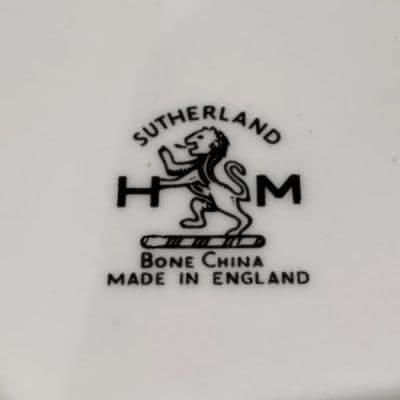 SUTHERLAND
H M
BONE CHINA
MADE IN ENGLAND